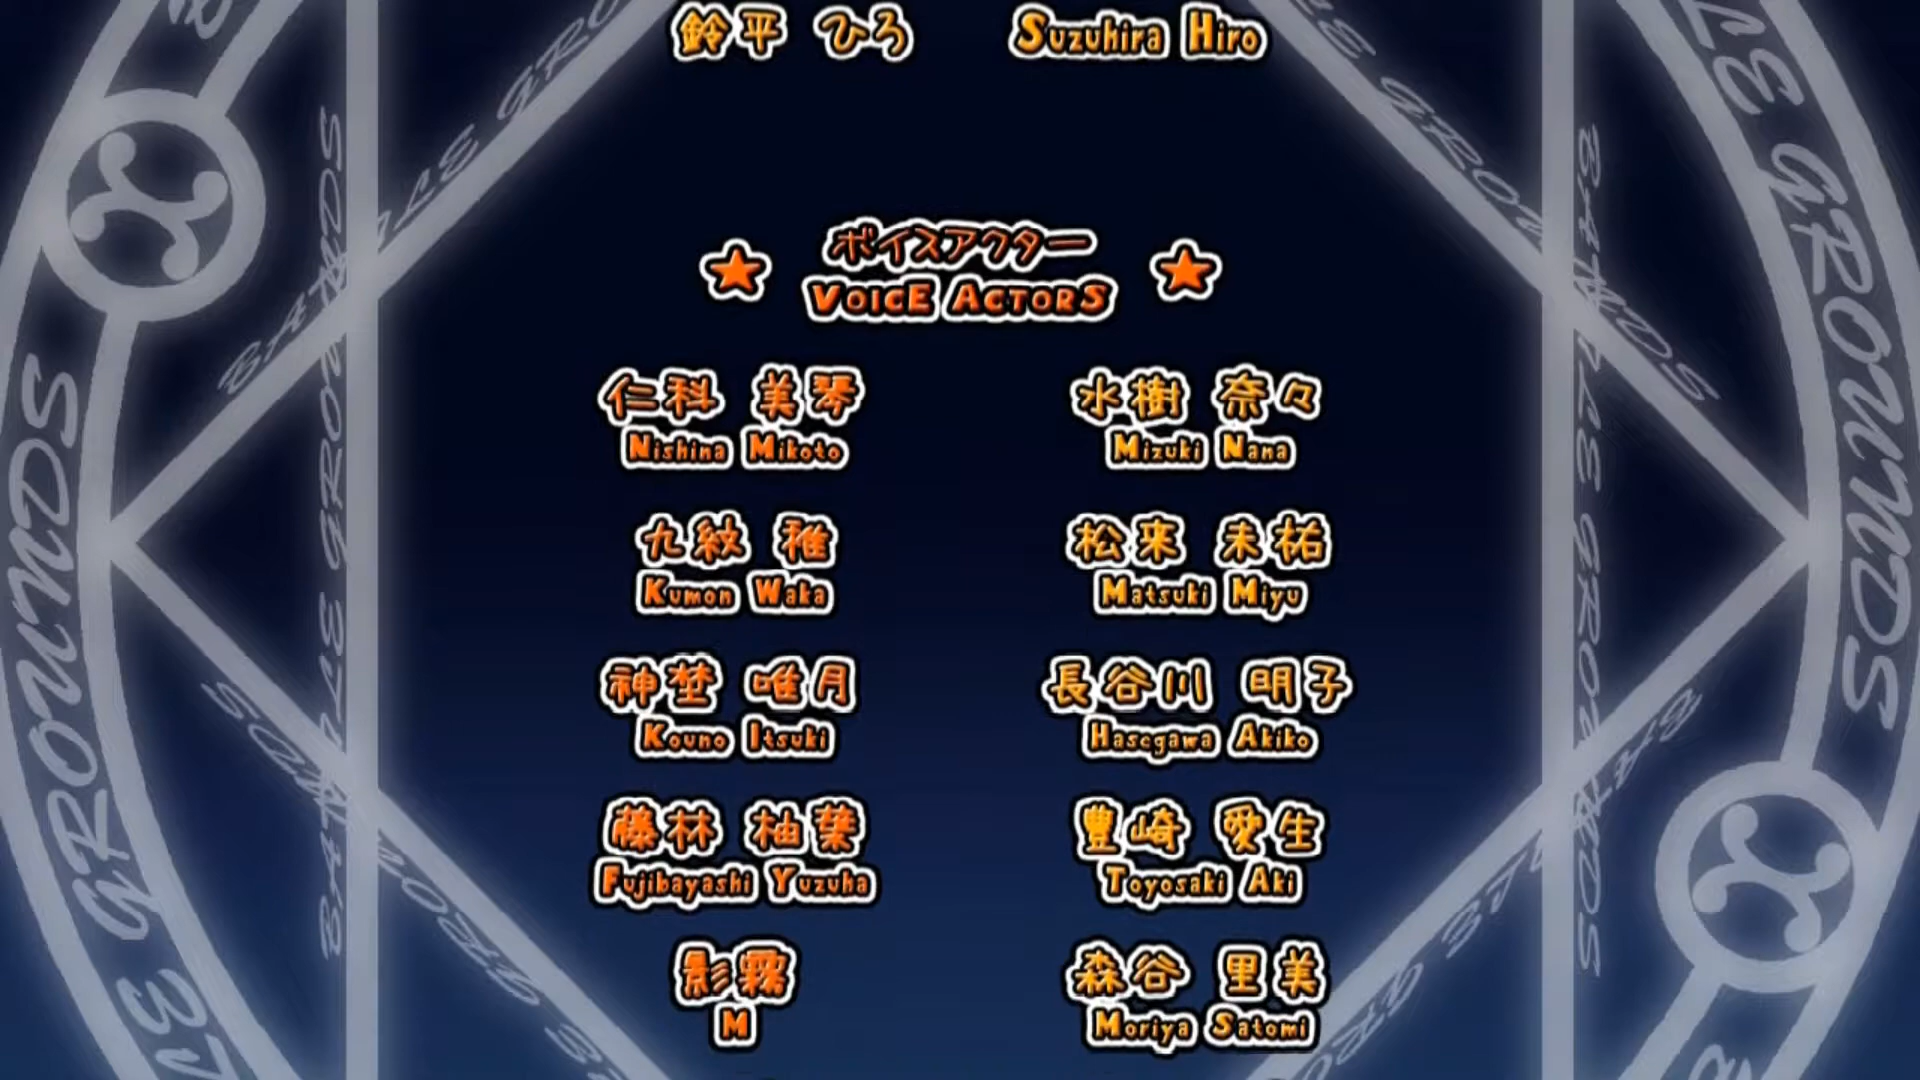 鈴平 ひろ Suzuhira Hiro
ボイスアクター
★ VOICE ACTORS ★
仁科 美琴 水樹 奈々
Nishina Mikoto Mizuki Nana
九紋 稚 松来 未祐
Kumon Waka Matsuki Miyu
神埜 唯月 長谷川 明子
Kouno Itsuki Hasegawa Akiko
藤林 柚葉 豊崎 愛生
Fujibayashi Yuzuha Toyosaki Aki
影霧 森谷 里美
M Moriya Satomi
BATTLE GROUNDS